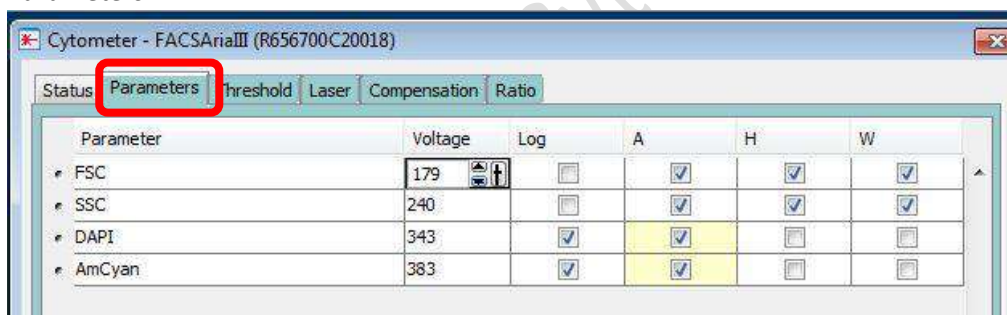 Cytometer - FACSAriaIII (R656700C20018)
Status Parameters Threshold Laser Compensation Ratio
Parameter Voltage Log A H W
FSC 179
SSC 240
DAPI 343
AmCyan 383